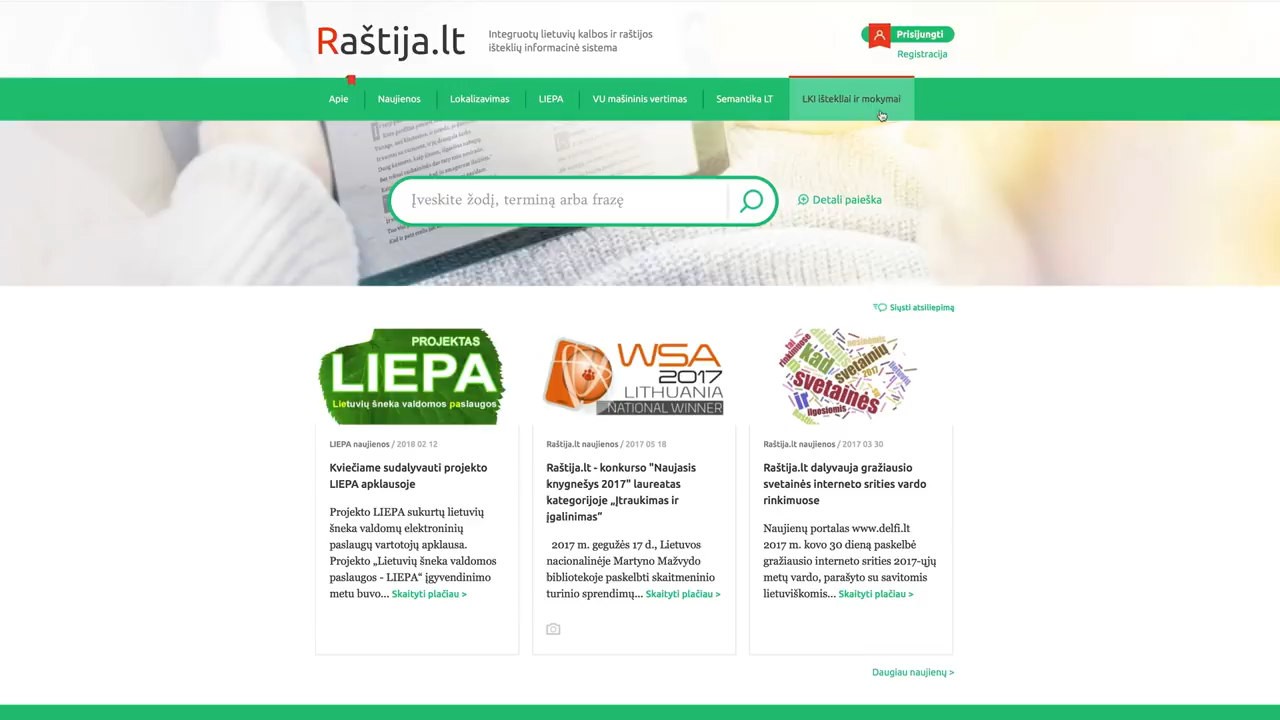 Raštija.lt
Integruotų lietuvių kalbos ir raštijos
išteklių informacinė sistema
Prisijungti
Registracija
Apie
Naujienos
Lokalizavimas
LIEPA
VU mašininis vertimas
Semantika LT
LKI ištekliai ir mokymai
Įveskite žodį, terminą arba frazę
Detali paieška
Siųsti atsiliepimą
PROJEKTAS
LIEPA
Lietuvių šneka valdomos paslaugos
WSA
2017
LITHUANIA
NATIONAL WINNER
kad
svetainių
svetainės
ir
2017
ilgosiomis
rinkimuose
LIEPA naujienos / 2018 02 12
Kviečiame sudalyvauti projekto
LIEPA apklausoje
Projekto LIEPA sukurtų lietuvių
šneka valdomų elektroninių
paslaugų vartotojų apklausa.
Projekto „Lietuvių šneka valdomos
paslaugos - LIEPA“ įgyvendinimo
metu buvo... Skaityti plačiau >
Raštija.lt naujienos / 2017 05 18
Raštija.lt - konkurso "Naujasis
knygnešys 2017" laureatas
kategorijoje „Įtraukimas ir
įgalinimas“
2017 m. gegužės 17 d., Lietuvos
nacionalinėje Martyno Mažvydo
bibliotekoje paskelbti skaitmeninio
turinio sprendimų... Skaityti plačiau >
Raštija.lt naujienos / 2017 03 30
Raštija.lt dalyvauja gražiausio
svetainės interneto srities vardo
rinkimuose
Naujienų portalas www.delfi.lt
2017 m. kovo 30 dieną paskelbė
gražiausio interneto srities 2017-ųjų
metų vardo, parašyto su savitomis
lietuviškomis... Skaityti plačiau >
Daugiau naujienų >